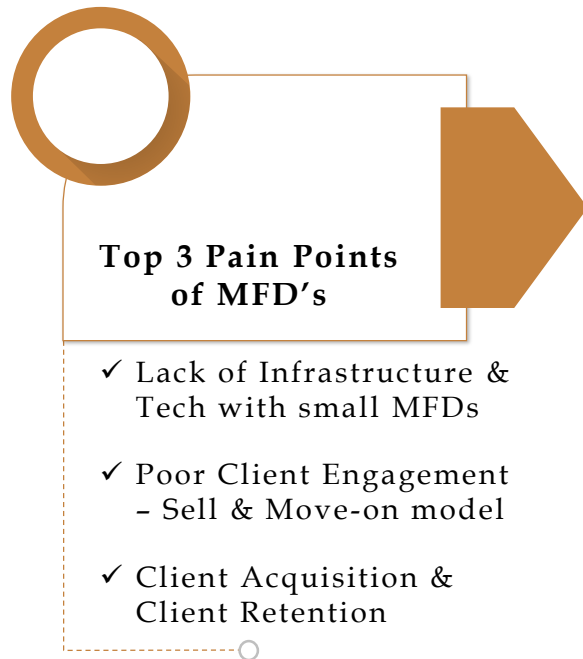 Top 3 Pain Points
of MFD’s
✓ Lack of Infrastructure &
Tech with small MFDs
✓ Poor Client Engagement
– Sell & Move-on model
✓ Client Acquisition &
Client Retention